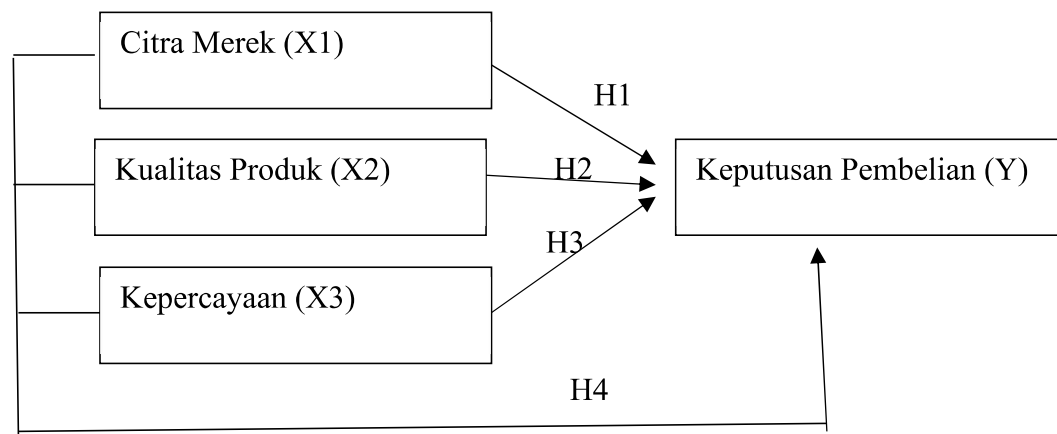 Citra Merek (X1)
H1
Kualitas Produk (X2)
H2
Keputusan Pembelian (Y)
H3
Kepercayaan (X3)
H4